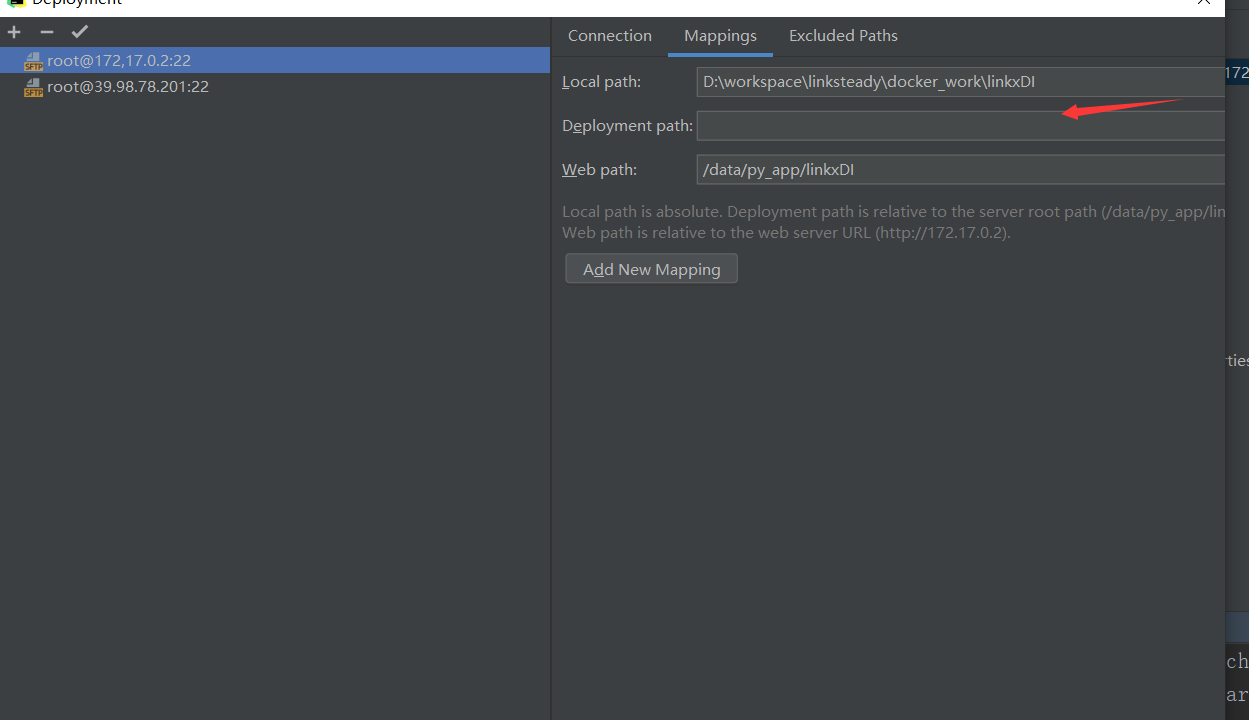 Deployment
Connection Mappings Excluded Paths
SFTP root@172,17.0.2:22
SFTP root@39.98.78.201:22
Local path: D:\workspace\linksteady\docker_work\linkxDI
Deployment path:
Web path: /data/py_app/linkxDI
Local path is absolute. Deployment path is relative to the server root path (/data/py_app/lin
Web path is relative to the web server URL (http://172.17.0.2).
Add New Mapping
172
rties
ch
ar